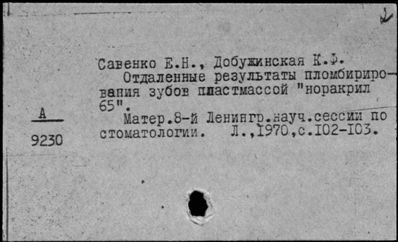 2
Савенко Е.Н., Добужинская К.Ф.
Отдаленные результаты пломбириро-
вания зубов пластмассой "норакрил
65".
Матер.8-й Ленингр.науч.сессии по
стоматологии. Л.,1970,с.102-103.
А
9230